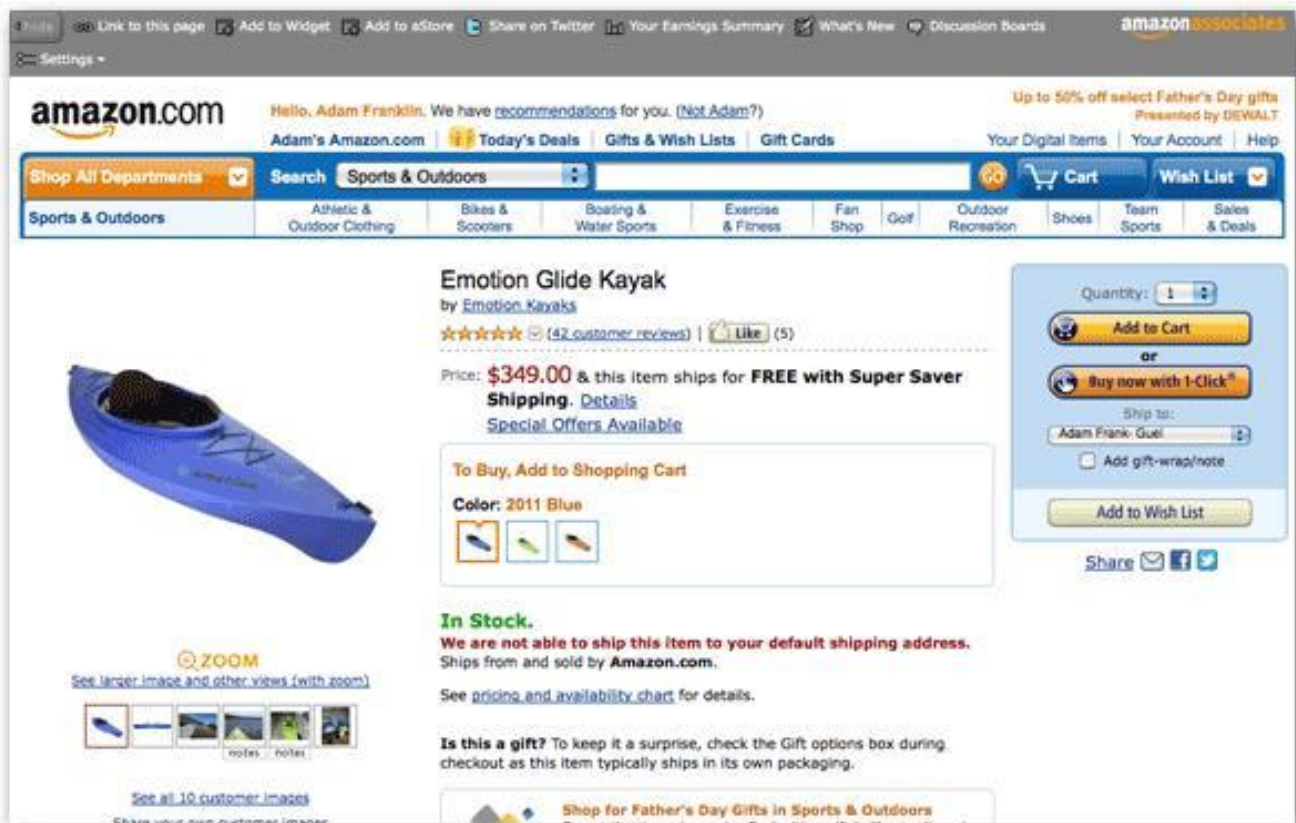 Link to this page Add to Widget Add to aStore Share on Twitter Your Earnings Summary What's New Discussion Boards amazonassociates
Settings
amazon.com
Hello, Adam Franklin. We have recommendations for you. (Not Adam?)
Up to 50% off select Father's Day gifts
Presented by DEWALT
Adam's Amazon.com Today's Deals Gifts & Wish Lists Gift Cards Your Digital Items Your Account Help
Shop All Departments Search Sports & Outdoors GO Cart Wish List
Sports & Outdoors
Athletic & Outdoor Clothing
Bikes & Scooters
Boating & Water Sports
Exercise & Fitness
Fan Shop
Golf
Outdoor Recreation
Shoes
Team Sports
Sales & Deals
Emotion Glide Kayak
by Emotion Kayaks
(42 customer reviews) | Like (5)
Price: $349.00 & this item ships for FREE with Super Saver
Shipping. Details
Special Offers Available
To Buy, Add to Shopping Cart
Color: 2011 Blue
In Stock.
We are not able to ship this item to your default shipping address.
Ships from and sold by Amazon.com.
See pricing and availability chart for details.
Is this a gift? To keep it a surprise, check the Gift options box during
checkout as this item typically ships in its own packaging.
Shop for Father's Day Gifts in Sports & Outdoors
Quantity: 1
Add to Cart
or
Buy now with 1-Click®
Ship to:
Adam Frank- Guel
Add gift-wrap/note
Add to Wish List
Share
emotion
ZOOM
See larger image and other views (with zoom)
notes notes
See all 10 customer images
Share your own customer images